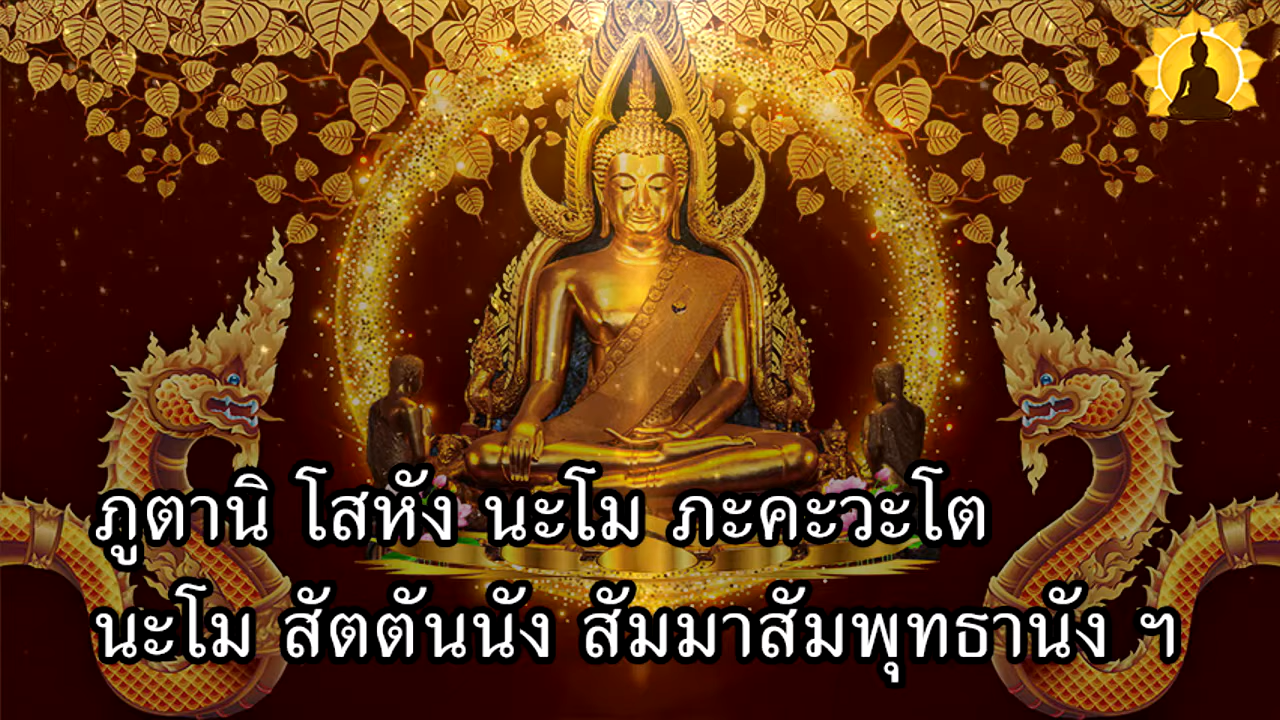 ภูตานิ โสหัง นะโม ภะคะวะโต
นะโม สัตตันนัง สัมมาสัมพุทธานัง ฯ